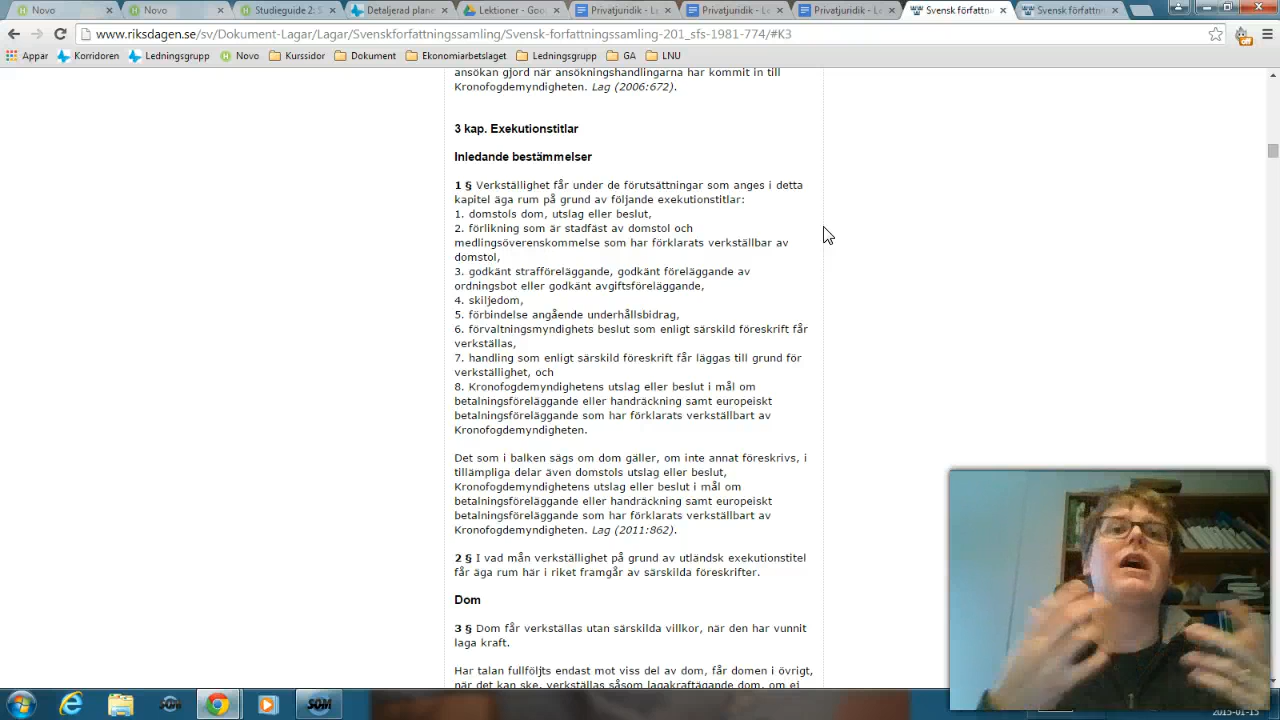 Novo
Novo
Studieguide 2: S
Detaljerad plane
Lektioner - Goog
Privatjuridik - Le
Privatjuridik - Le
Privatjuridik - Le
Svensk författni
Svensk författni
www.riksdagen.se/sv/Dokument-Lagar/Lagar/Svenskforfattningssamling/Svensk-forfattningssamling-201_sfs-1981-774/#K3
Appar Korridoren Ledningsgrupp Novo Kurssidor Dokument Ekonomiarbetslaget Ledningsgrupp GA LNU
ansökan gjord när ansökningshandlingarna har kommit in till
Kronofogdemyndigheten. Lag (2006:672).
3 kap. Exekutionstitlar
Inledande bestämmelser
1 § Verkställighet får under de förutsättningar som anges i detta
kapitel äga rum på grund av följande exekutionstitlar:
1. domstols dom, utslag eller beslut,
2. förlikning som är stadfäst av domstol och
medlingsöverenskommelse som har förklarats verkställbar av
domstol,
3. godkänt strafföreläggande, godkänt föreläggande av
ordningsbot eller godkänt avgiftsföreläggande,
4. skiljedom,
5. förbindelse angående underhållsbidrag,
6. förvaltningsmyndighets beslut som enligt särskild föreskrift får
verkställas,
7. handling som enligt särskild föreskrift får läggas till grund för
verkställighet, och
8. Kronofogdemyndighetens utslag eller beslut i mål om
betalningsföreläggande eller handräckning samt europeiskt
betalningsföreläggande som har förklarats verkställbart av
Kronofogdemyndigheten.
Det som i balken sägs om dom gäller, om inte annat föreskrivs, i
tillämpliga delar även domstols utslag eller beslut,
Kronofogdemyndighetens utslag eller beslut i mål om
betalningsföreläggande eller handräckning samt europeiskt
betalningsföreläggande som har förklarats verkställbart av
Kronofogdemyndigheten. Lag (2011:862).
2 § I vad mån verkställighet på grund av utländsk exekutionstitel
får äga rum här i riket framgår av särskilda föreskrifter.
Dom
3 § Dom får verkställas utan särskilda villkor, när den har vunnit
laga kraft.
Har talan fullföljts endast mot viss del av dom, får domen i övrigt,
när det kan ske, verkställas såsom lagakraftägande dom, om ej
SOM
SOM
2015-01-15